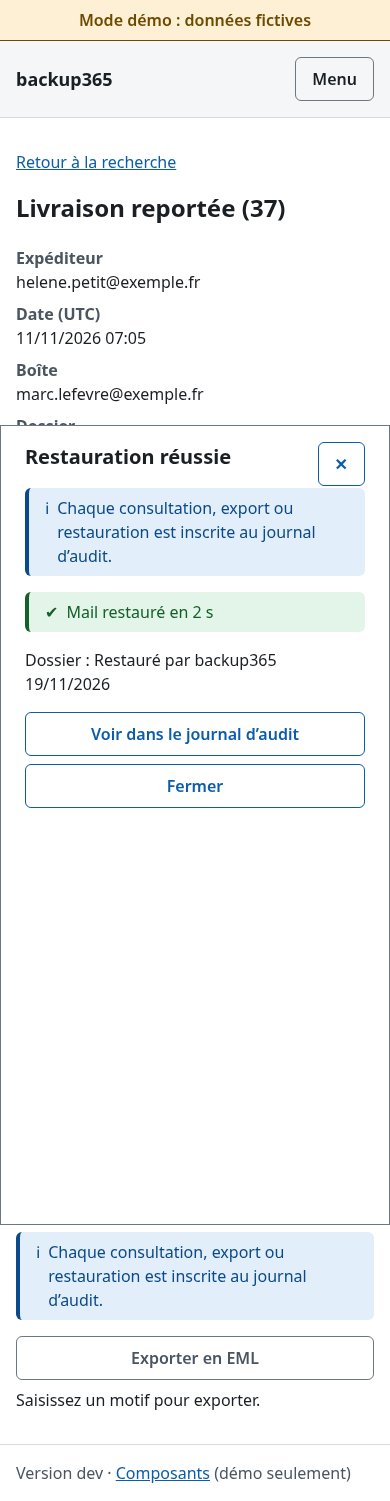 Mode démo : données fictives
backup365
Menu
Retour à la recherche
Livraison reportée (37)
Expéditeur
helene.petit@exemple.fr
Date (UTC)
11/11/2026 07:05
Boîte
marc.lefevre@exemple.fr
Dossier
Restauration réussie
×
i Chaque consultation, export ou
restauration est inscrite au journal
d’audit.
✔ Mail restauré en 2 s
Dossier : Restauré par backup365
19/11/2026
Voir dans le journal d’audit
Fermer
i Chaque consultation, export ou
restauration est inscrite au journal
d’audit.
Exporter en EML
Saisissez un motif pour exporter.
Version dev · Composants (démo seulement)